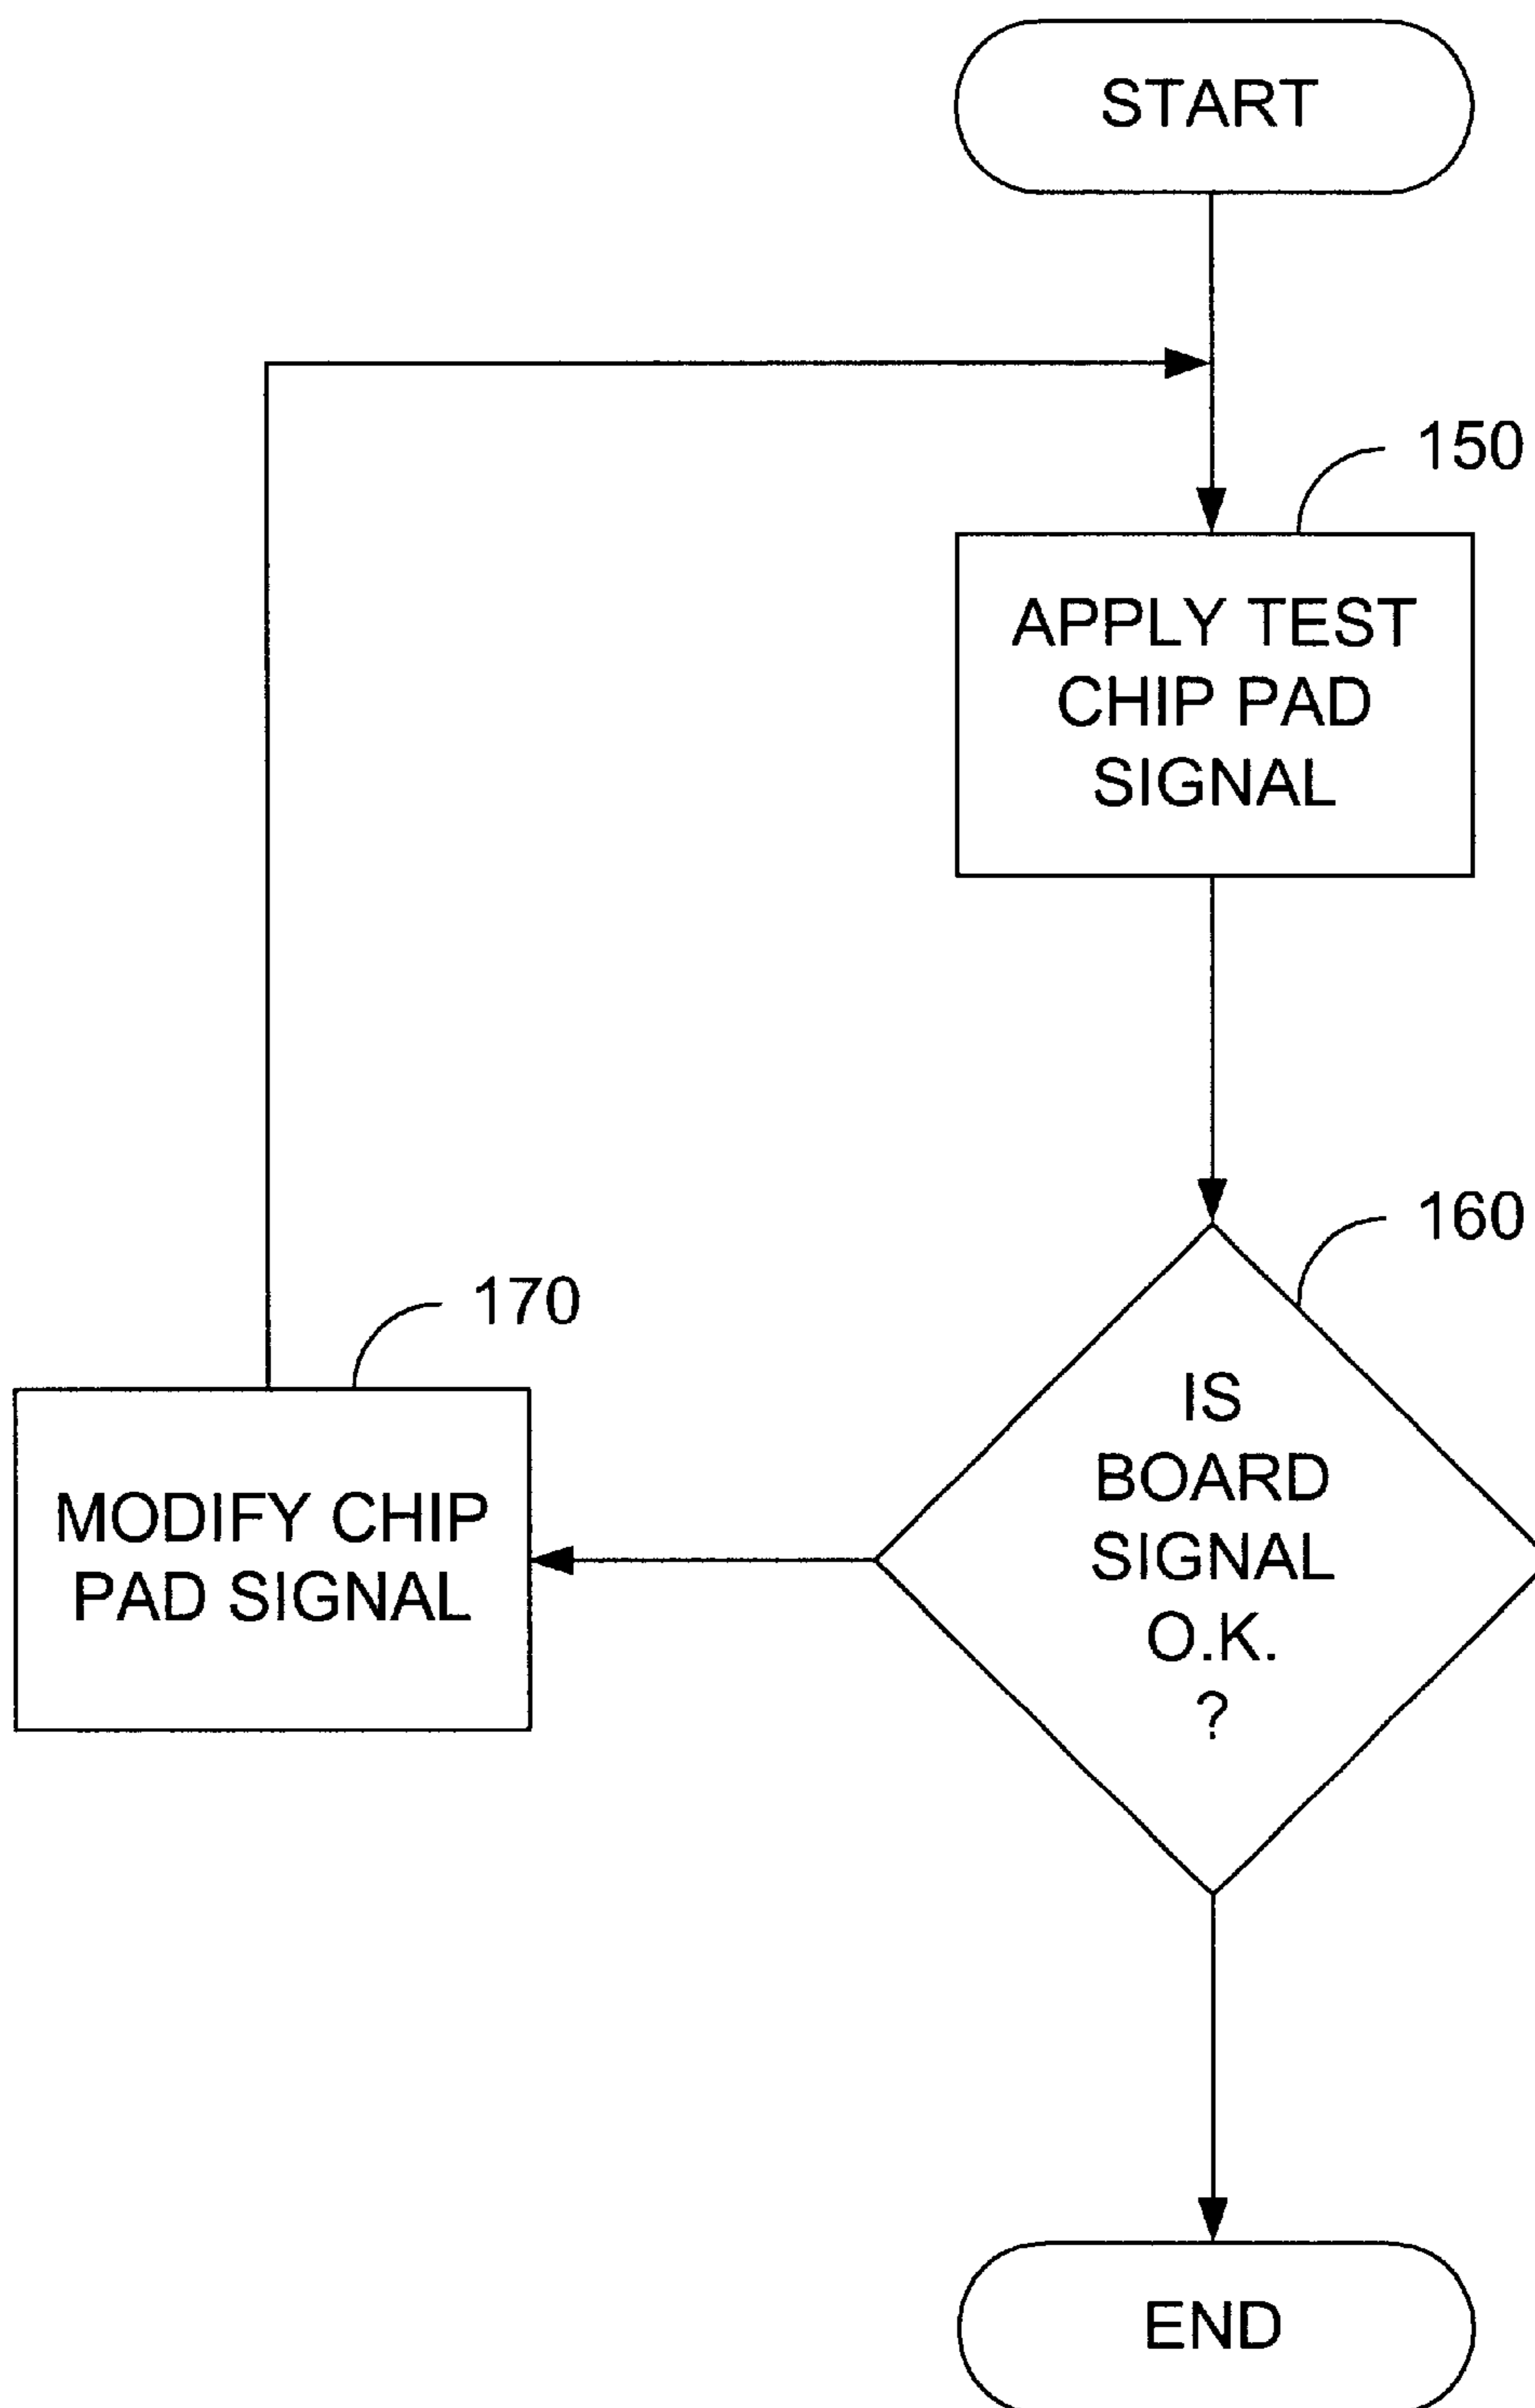 START
150
APPLY TEST
CHIP PAD
SIGNAL
160
IS
BOARD
SIGNAL
O.K.
?
170
MODIFY CHIP
PAD SIGNAL
END